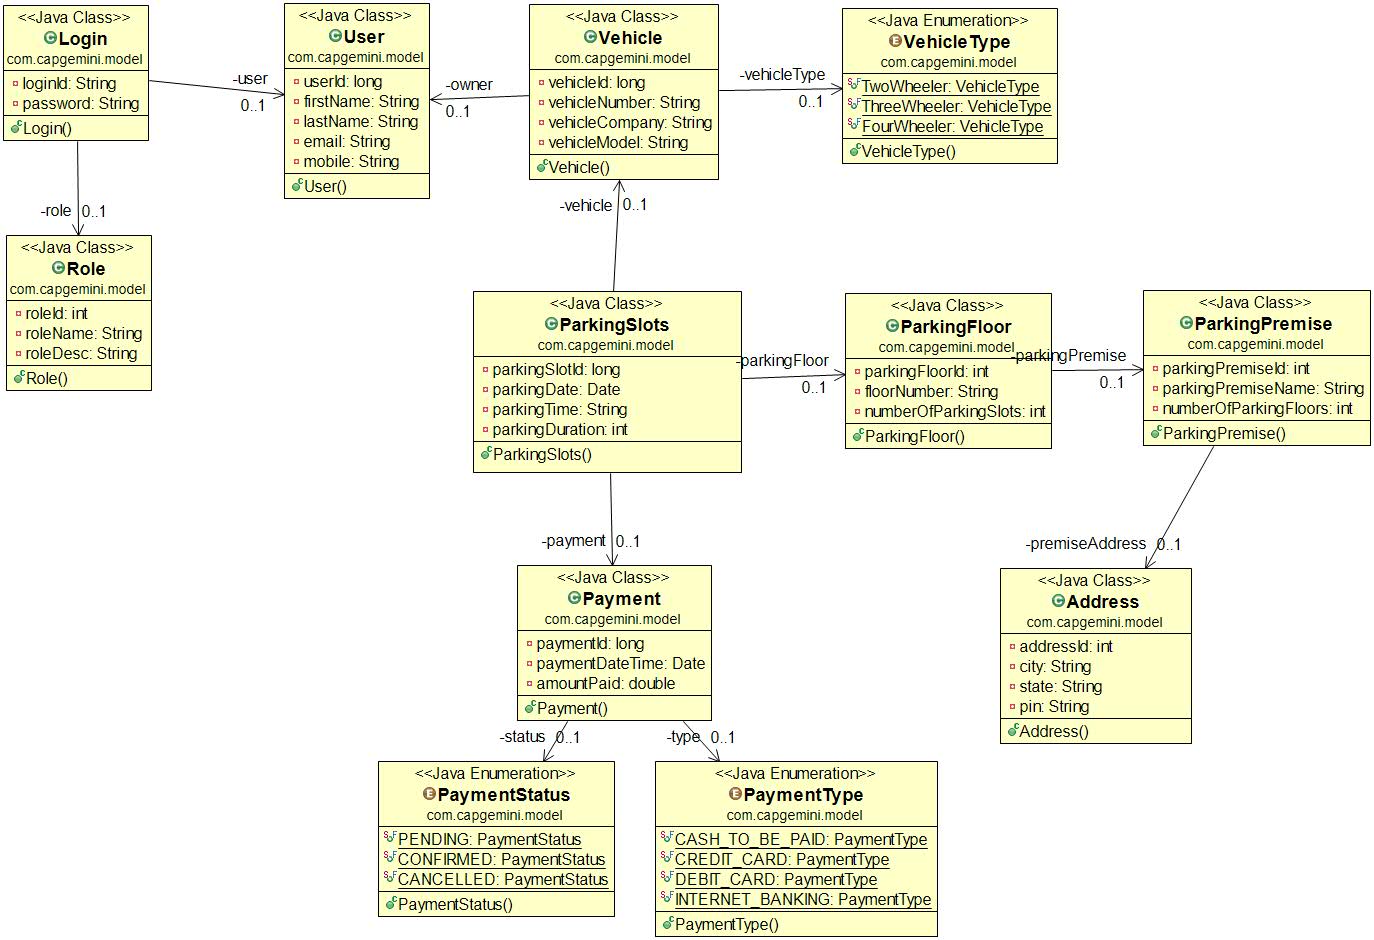 <<Java Class>>
Login
com.capgemini.model
loginId: String
password: String
Login()
-user
0..1
<<Java Class>>
User
com.capgemini.model
userId: long
firstName: String
lastName: String
email: String
mobile: String
User()
-owner
0..1
<<Java Class>>
Vehicle
com.capgemini.model
vehicleId: long
vehicleNumber: String
vehicleCompany: String
vehicleModel: String
Vehicle()
-vehicleType
0..1
<<Java Enumeration>>
VehicleType
com.capgemini.model
TwoWheeler: VehicleType
ThreeWheeler: VehicleType
FourWheeler: VehicleType
VehicleType()
-role 0..1
<<Java Class>>
Role
com.capgemini.model
roleId: int
roleName: String
roleDesc: String
Role()
-vehicle 0..1
<<Java Class>>
ParkingSlots
com.capgemini.model
parkingSlotId: long
parkingDate: Date
parkingTime: String
parkingDuration: int
ParkingSlots()
-parkingFloor
0..1
<<Java Class>>
ParkingFloor
com.capgemini.model
parkingFloorId: int
floorNumber: String
numberOfParkingSlots: int
ParkingFloor()
-parkingPremise
0..1
<<Java Class>>
ParkingPremise
com.capgemini.model
parkingPremiseId: int
parkingPremiseName: String
numberOfParkingFloors: int
ParkingPremise()
-payment 0..1
<<Java Class>>
Payment
com.capgemini.model
paymentId: long
paymentDateTime: Date
amountPaid: double
Payment()
-premiseAddress 0..1
<<Java Class>>
Address
com.capgemini.model
addressId: int
city: String
state: String
pin: String
Address()
-status 0..1
<<Java Enumeration>>
PaymentStatus
com.capgemini.model
PENDING: PaymentStatus
CONFIRMED: PaymentStatus
CANCELLED: PaymentStatus
PaymentStatus()
-type 0..1
<<Java Enumeration>>
PaymentType
com.capgemini.model
CASH_TO_BE_PAID: PaymentType
CREDIT_CARD: PaymentType
DEBIT_CARD: PaymentType
INTERNET_BANKING: PaymentType
PaymentType()